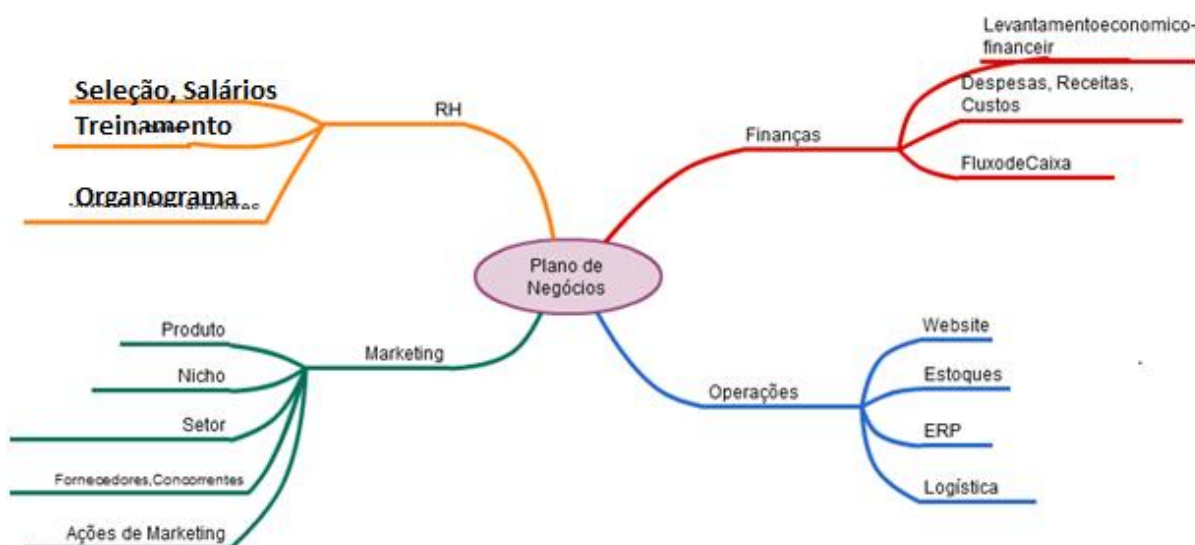 Levantamentoeconomico-
financeir
Seleção, Salários
Treinamento
Organograma
RH
Finanças
Despesas, Receitas,
Custos
FluxodeCaixa
Plano de
Negócios
Produto
Nicho
Setor
Fornecedores,Concorrentes
Ações de Marketing
Marketing
Operações
Website
Estoques
ERP
Logística